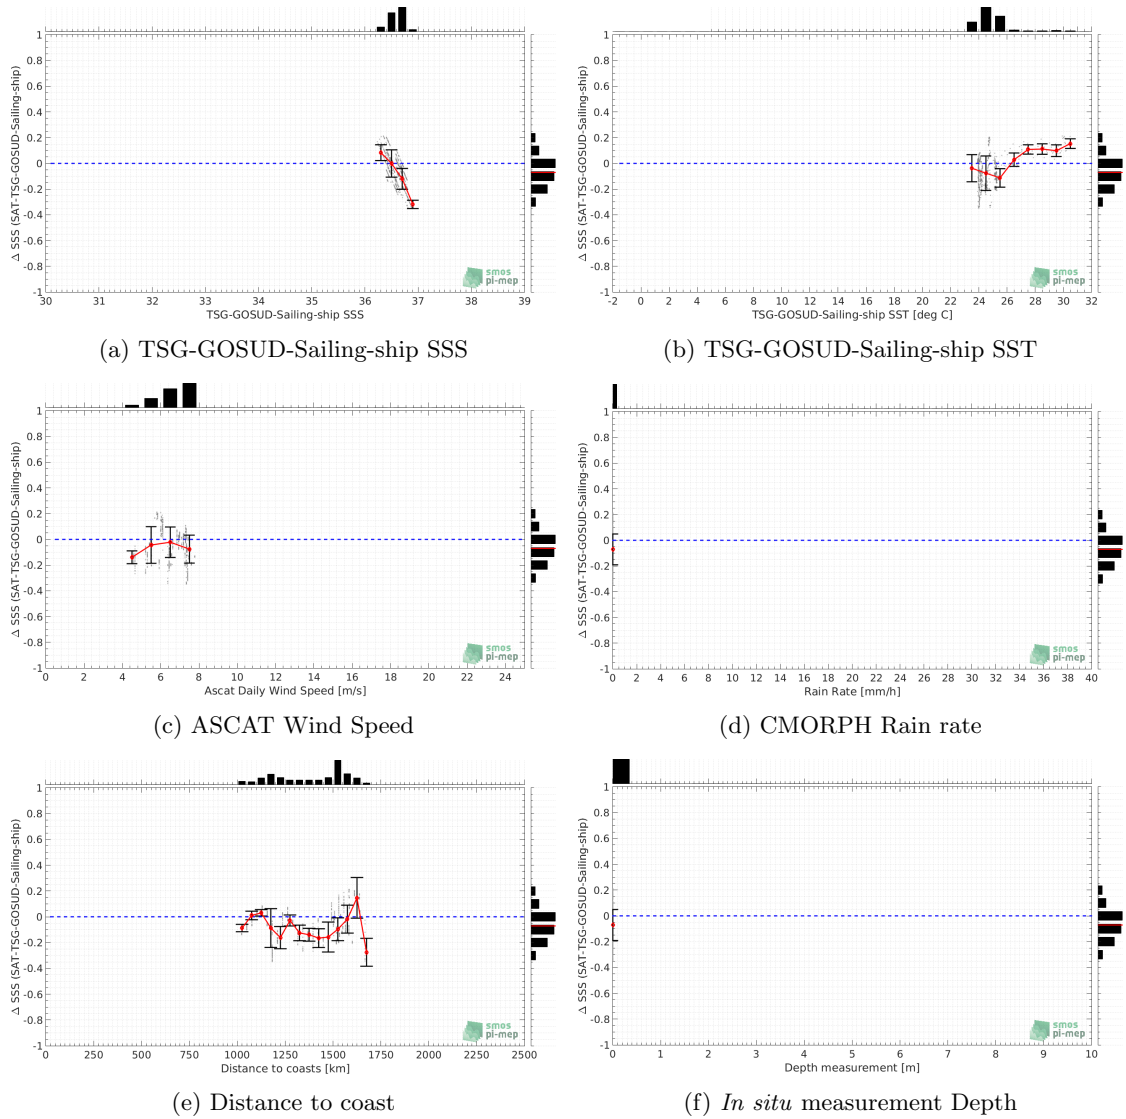 1
0.8
0.6
0.4
0.2
0
-0.2
-0.4
-0.6
-0.8
-1
Δ SSS (SAT-TSG-GOSUD-Sailing-ship)
30 31 32 33 34 35 36 37 38 39
TSG-GOSUD-Sailing-ship SSS
smos
pi-mep
(a) TSG-GOSUD-Sailing-ship SSS
1
0.8
0.6
0.4
0.2
0
-0.2
-0.4
-0.6
-0.8
-1
Δ SSS (SAT-TSG-GOSUD-Sailing-ship)
-2 0 2 4 6 8 10 12 14 16 18 20 22 24 26 28 30 32
TSG-GOSUD-Sailing-ship SST [deg C]
smos
pi-mep
(b) TSG-GOSUD-Sailing-ship SST
1
0.8
0.6
0.4
0.2
0
-0.2
-0.4
-0.6
-0.8
-1
Δ SSS (SAT-TSG-GOSUD-Sailing-ship)
0 2 4 6 8 10 12 14 16 18 20 22 24
Ascat Daily Wind Speed [m/s]
smos
pi-mep
(c) ASCAT Wind Speed
1
0.8
0.6
0.4
0.2
0
-0.2
-0.4
-0.6
-0.8
-1
Δ SSS (SAT-TSG-GOSUD-Sailing-ship)
0 2 4 6 8 10 12 14 16 18 20 22 24 26 28 30 32 34 36 38 40
Rain Rate [mm/h]
smos
pi-mep
(d) CMORPH Rain rate
1
0.8
0.6
0.4
0.2
0
-0.2
-0.4
-0.6
-0.8
-1
Δ SSS (SAT-TSG-GOSUD-Sailing-ship)
0 250 500 750 1000 1250 1500 1750 2000 2250 2500
Distance to coasts [km]
smos
pi-mep
(e) Distance to coast
1
0.8
0.6
0.4
0.2
0
-0.2
-0.4
-0.6
-0.8
-1
Δ SSS (SAT-TSG-GOSUD-Sailing-ship)
0 1 2 3 4 5 6 7 8 9 10
Depth measurement [m]
smos
pi-mep
(f) In situ measurement Depth